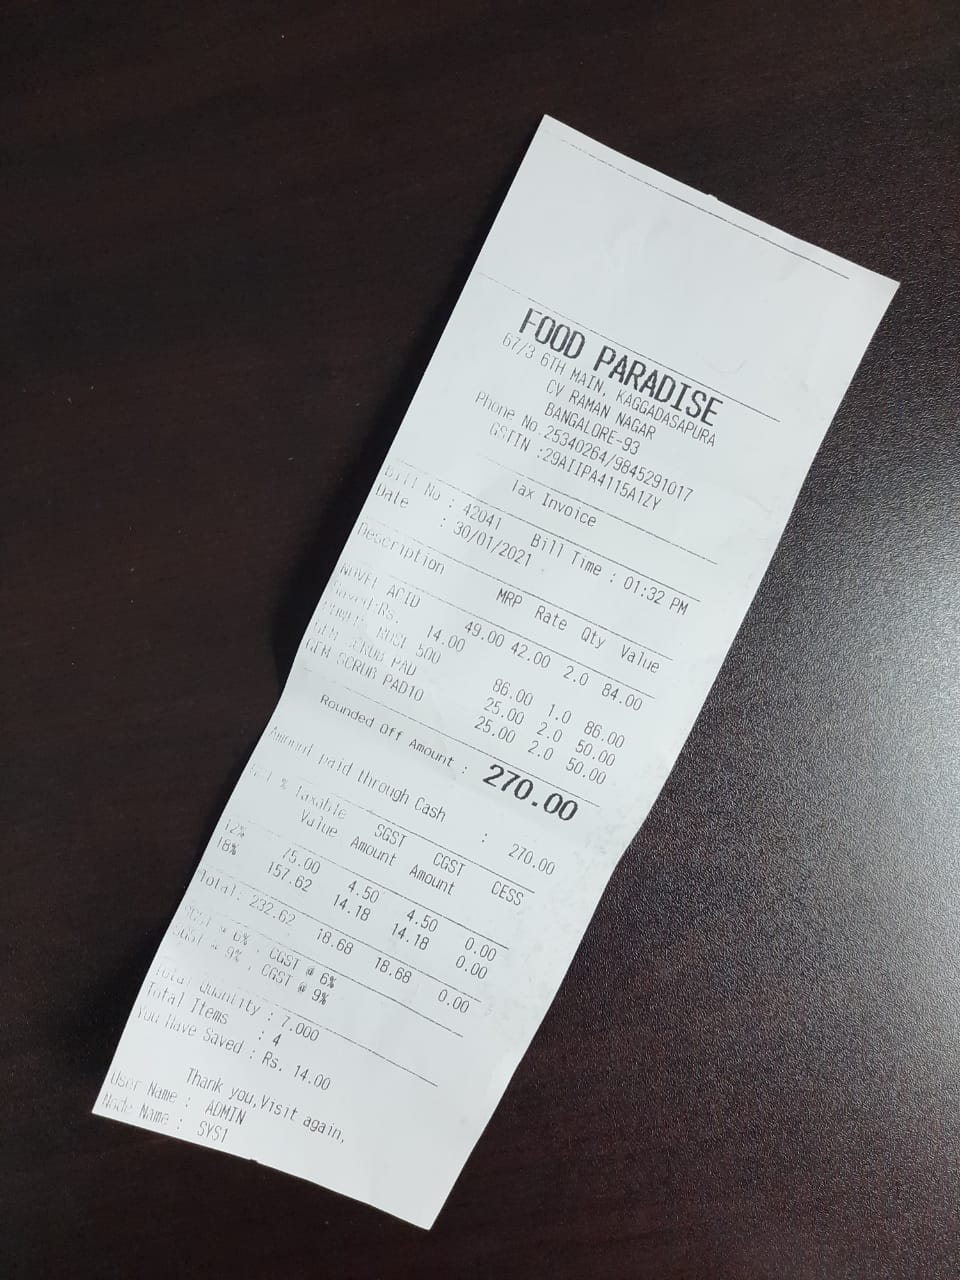 FOOD PARADISE
67/3 6TH MAIN, KAGGADASAPURA
CV RAMAN NAGAR
BANGALORE-93
Phone No.25340264/9845291017
GSTIN :29AIIPA4115A1ZY
Tax Invoice
Bill No : 42041 Bill Time : 01:32 PM
Date : 30/01/2021
Description MRP Rate Qty Value
ACID 49.00 42.00 2.0 84.00
Saved:Rs. 14.00
500 86.00 1.0 86.00
GEM SCRUB PAD 25.00 2.0 50.00
GEM SCRUB PAD10 25.00 2.0 50.00
Rounded Off Amount : 270.00
Amount paid through Cash : 270.00
% Taxable SGST CGST CESS
Value Amount Amount
12% 75.00 4.50 4.50 0.00
18% 157.62 14.18 14.18 0.00
Total: 232.62 18.68 18.68 0.00
SGST @ 6% , CGST @ 6%
SGST @ 9% , CGST @ 9%
Total Quantity : 7.000
Total Items : 4
You Have Saved : Rs. 14.00
Thank you,Visit again,
User Name : ADMIN
Node Name : SYS1